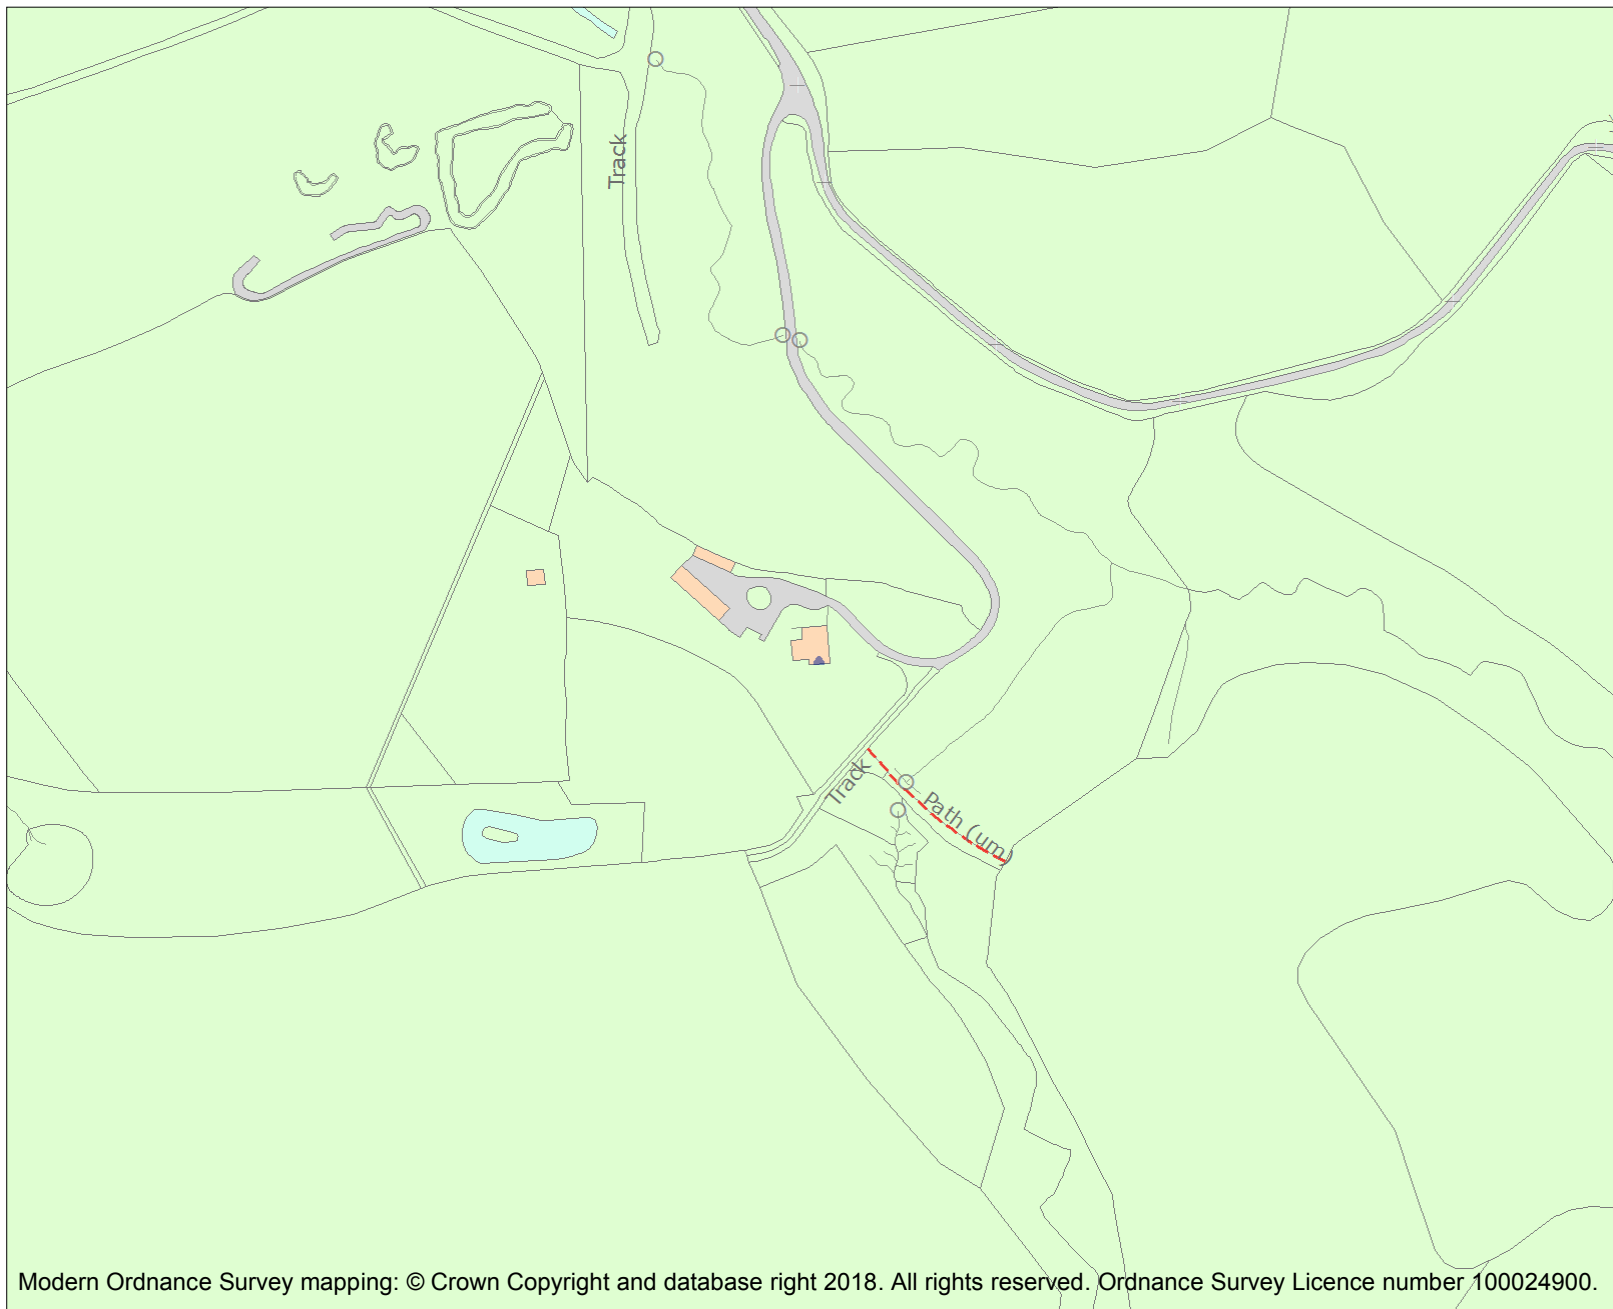 Track
Track
Path (um)
Modern Ordnance Survey mapping: © Crown Copyright and database right 2018. All rights reserved. Ordnance Survey Licence number 100024900.